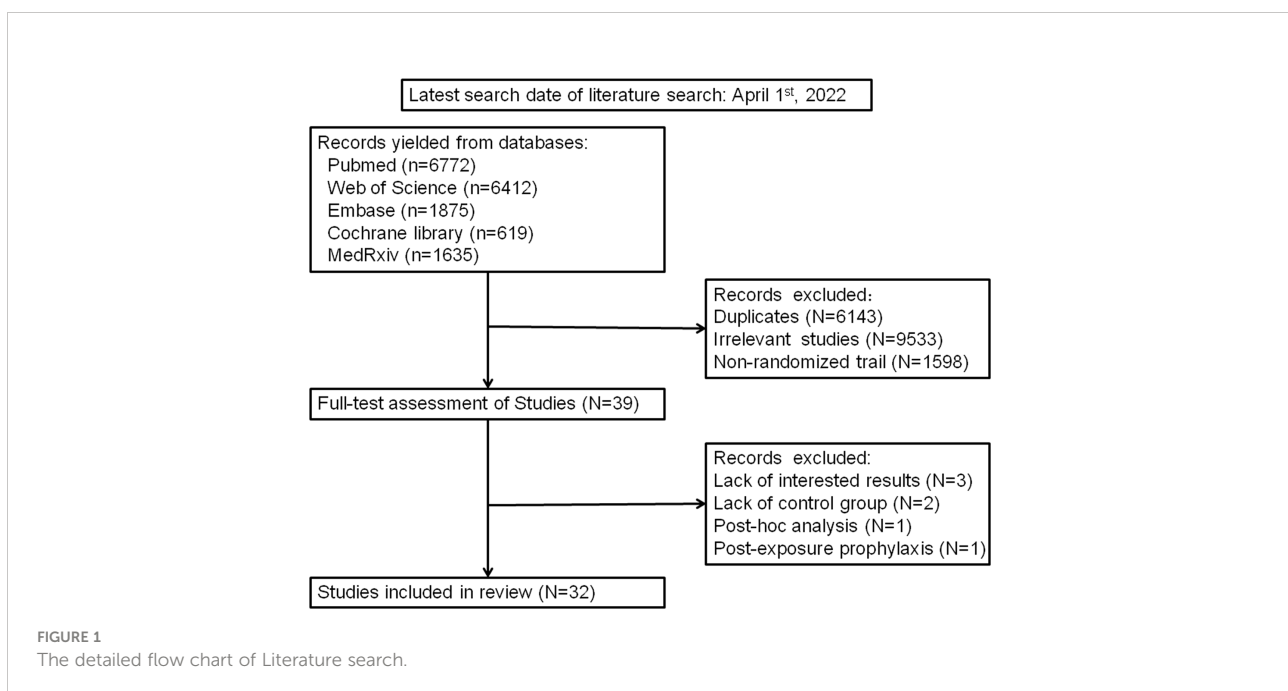 Latest search date of literature search: April 1st, 2022
Records yielded from databases:
Pubmed (n=6772)
Web of Science (n=6412)
Embase (n=1875)
Cochrane library (n=619)
MedRxiv (n=1635)
Records excluded：
Duplicates (N=6143)
Irrelevant studies (N=9533)
Non-randomized trail (N=1598)
Full-test assessment of Studies (N=39)
Records excluded:
Lack of interested results (N=3)
Lack of control group (N=2)
Post-hoc analysis (N=1)
Post-exposure prophylaxis (N=1)
Studies included in review (N=32)
FIGURE 1
The detailed flow chart of Literature search.